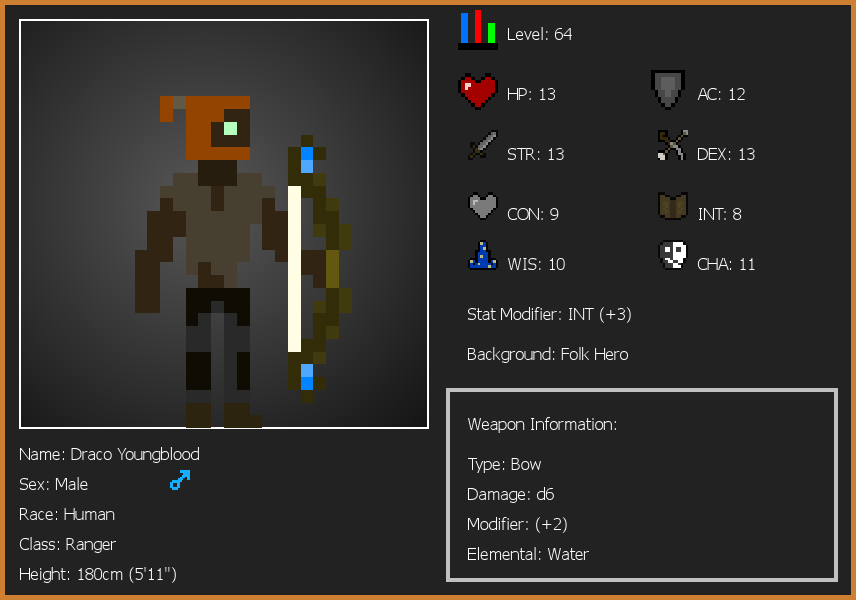 Level: 64
HP: 13
AC: 12
STR: 13
DEX: 13
CON: 9
INT: 8
WIS: 10
CHA: 11
Stat Modifier: INT (+3)
Background: Folk Hero
Weapon Information:
Type: Bow
Damage: d6
Modifier: (+2)
Elemental: Water
Name: Draco Youngblood
Sex: Male
Race: Human
Class: Ranger
Height: 180cm (5'11")